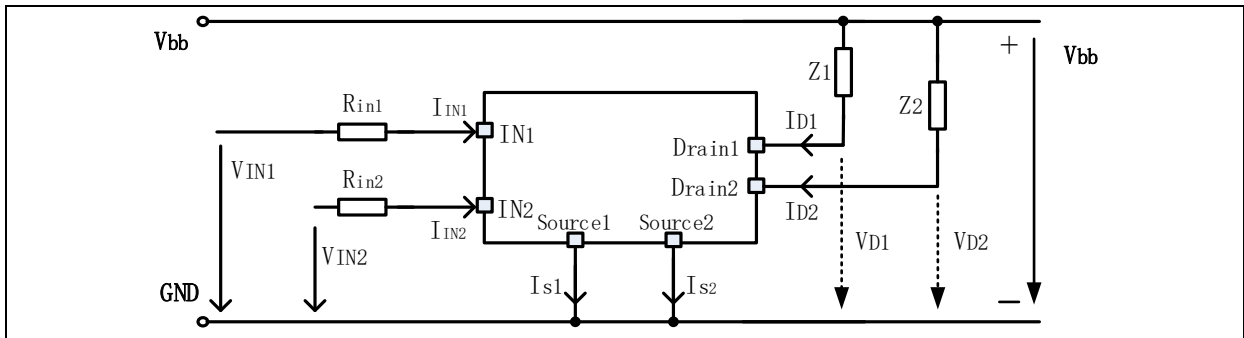 Vbb
+
Vbb
Z1
Z2
Rin1
IIN1
IN1
ID1
Drain1
VIN1
Rin2
Drain2
IN2
IIN2
ID2
Source1
Source2
VIN2
VD1
VD2
GND
Is1
Is2
−